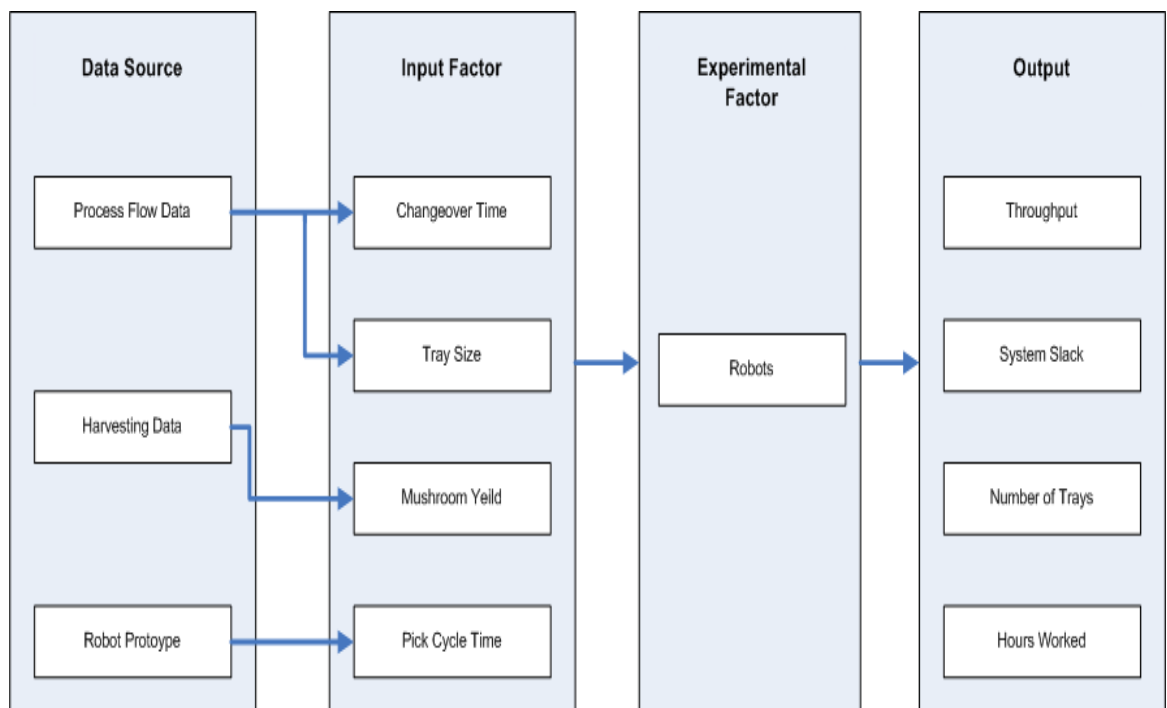 Data Source
Process Flow Data
Harvesting Data
Robot Protoype
Input Factor
Changeover Time
Tray Size
Mushroom Yeild
Pick Cycle Time
Experimental
Factor
Robots
Output
Throughput
System Slack
Number of Trays
Hours Worked